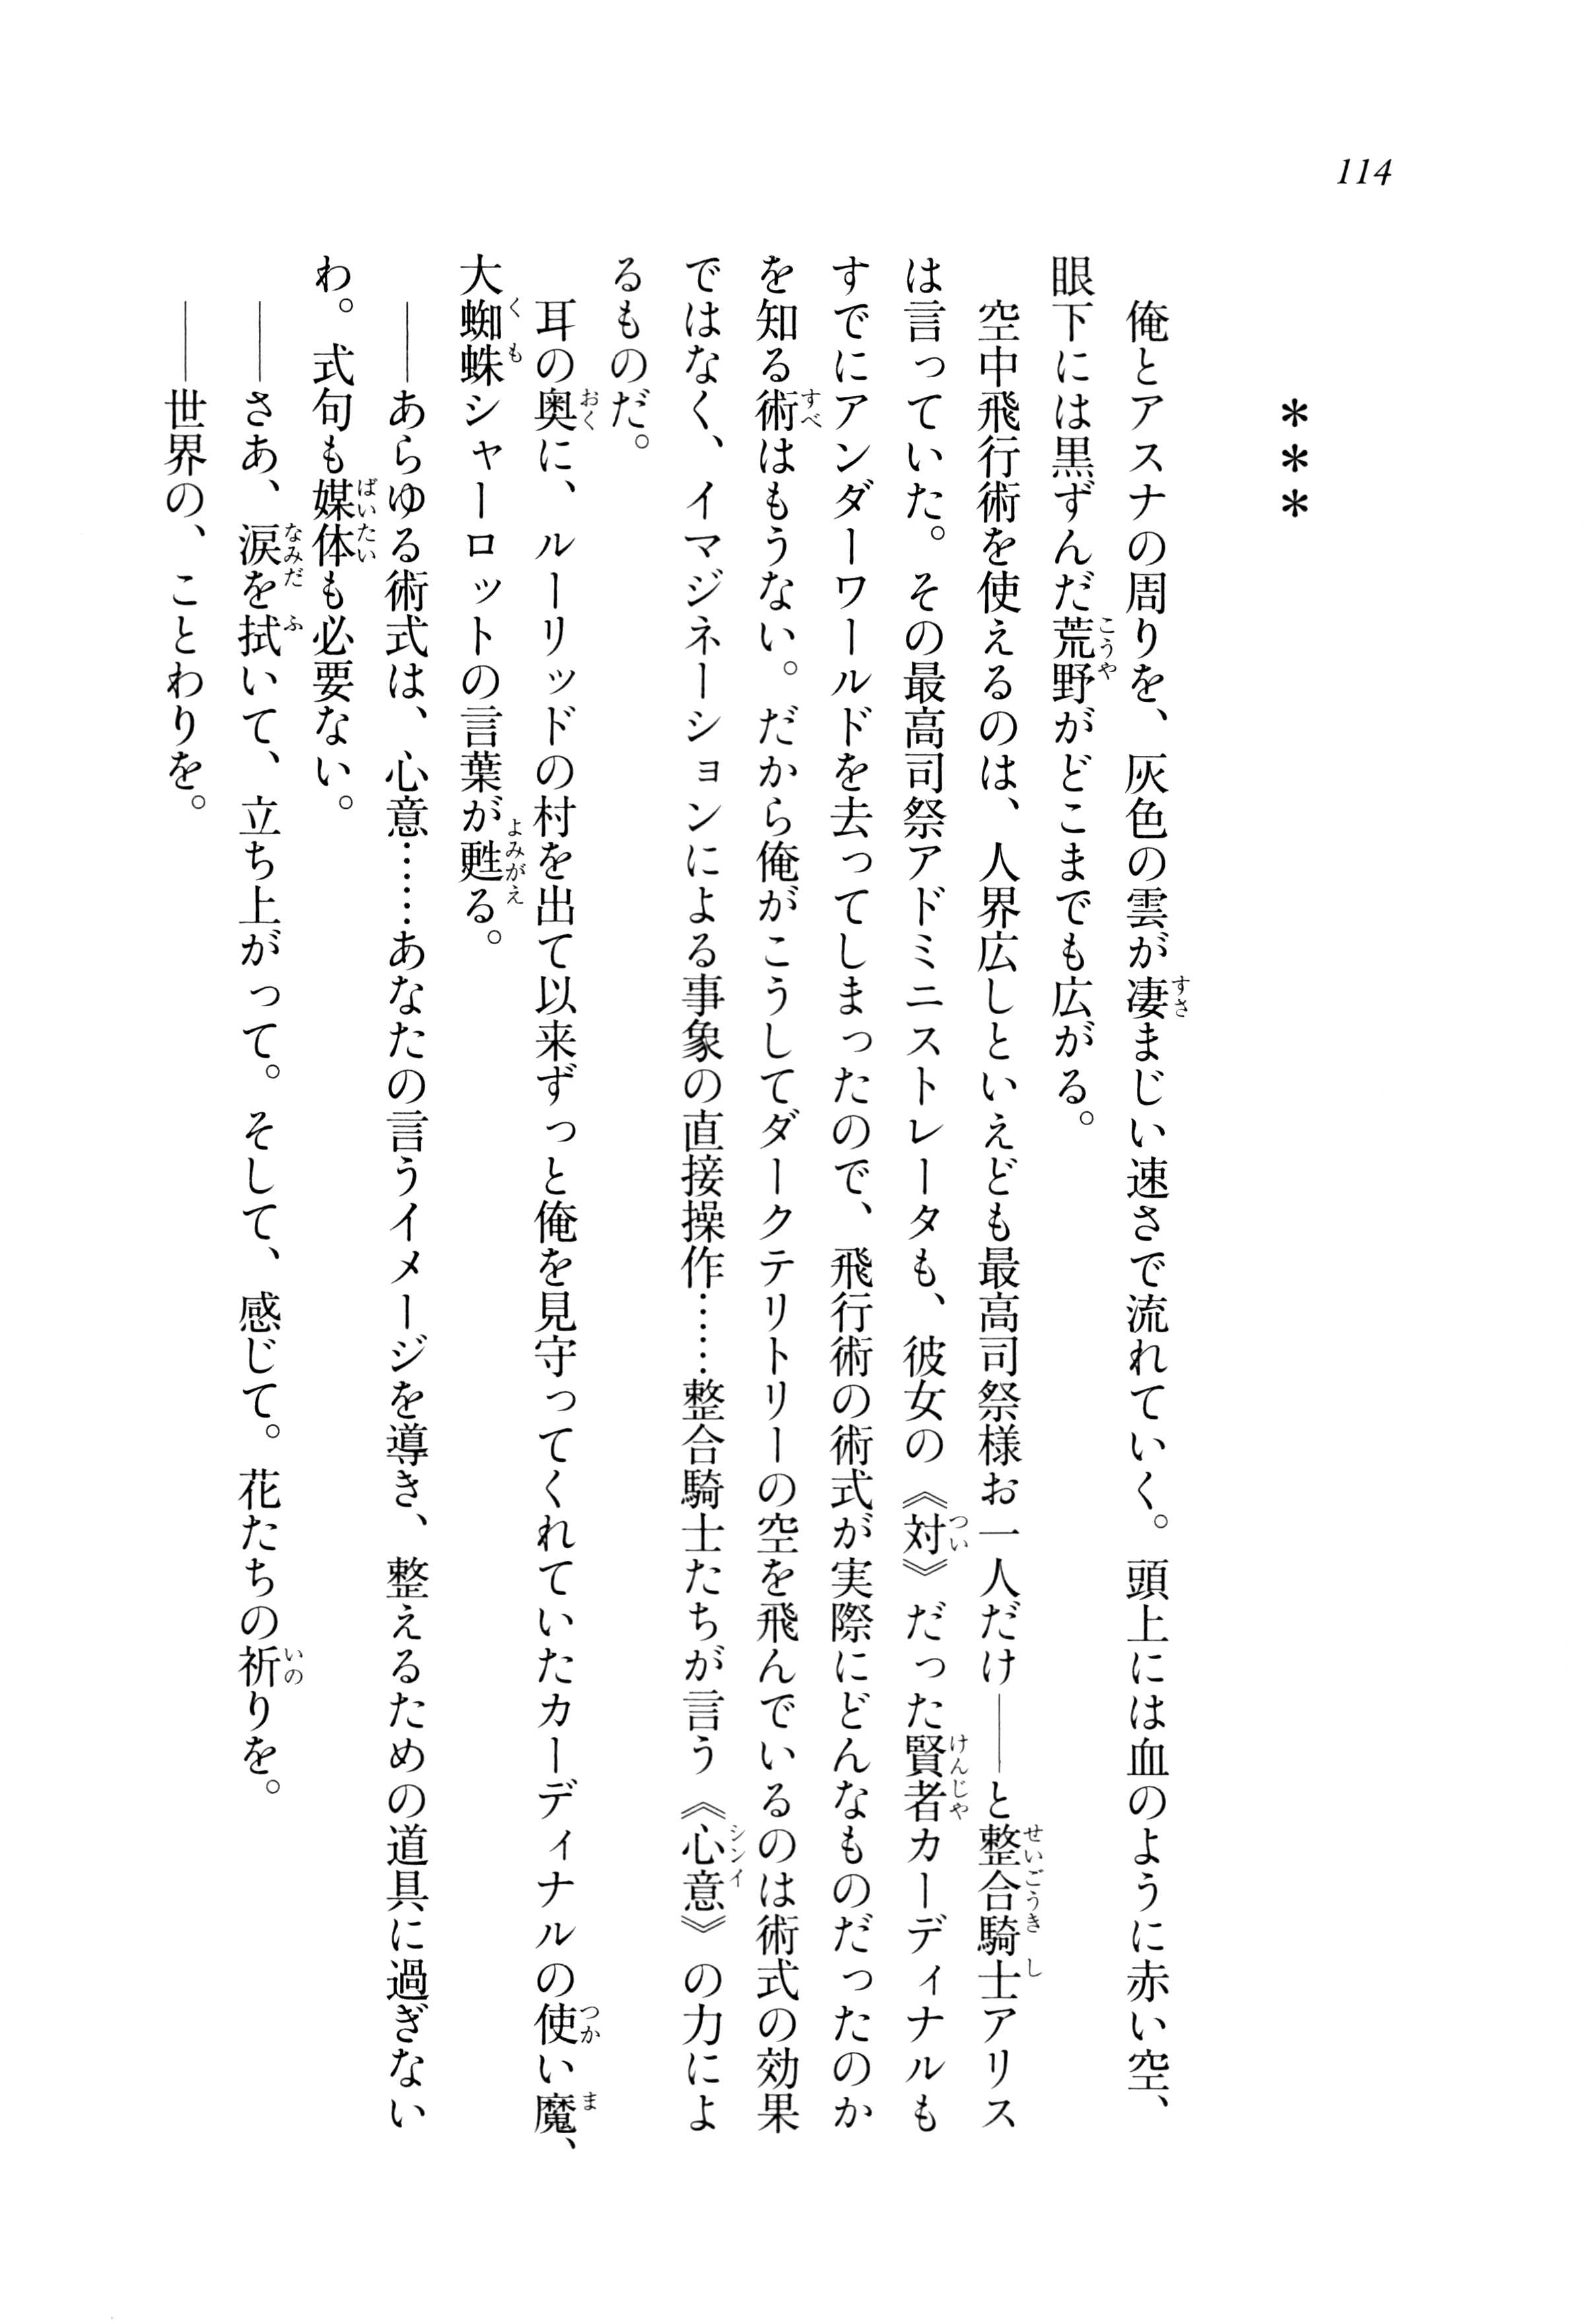 114
＊＊＊
　俺とアスナの周りを、灰色の雲が凄まじい速さで流れていく。頭上には血のように赤い空、
眼下には黒ずんだ荒野がどこまでも広がる。
　空中飛行術を使えるのは、人界広しといえども最高司祭様お一人だけ――と整合騎士アリス
は言っていた。その最高司祭アドミニストレータも、彼女の《対》だった賢者カーディナルも
すでにアンダーワールドを去ってしまったので、飛行術の術式が実際にどんなものだったのか
を知る術はもうない。だから俺がこうしてダークテリトリーの空を飛んでいるのは術式の効果
ではなく、イマジネーションによる事象の直接操作……整合騎士たちが言う《心意》の力によ
るものだ。
　耳の奥に、ルーリッドの村を出て以来ずっと俺を見守ってくれていたカーディナルの使い魔、
大蜘蛛シャーロットの言葉が甦る。
　――あらゆる術式は、心意……あなたの言うイメージを導き、整えるための道具に過ぎない
わ。式句も媒体も必要ない。
　――さあ、涙を拭いて、立ち上がって。そして、感じて。花たちの祈りを。
　――世界の、ことわりを。